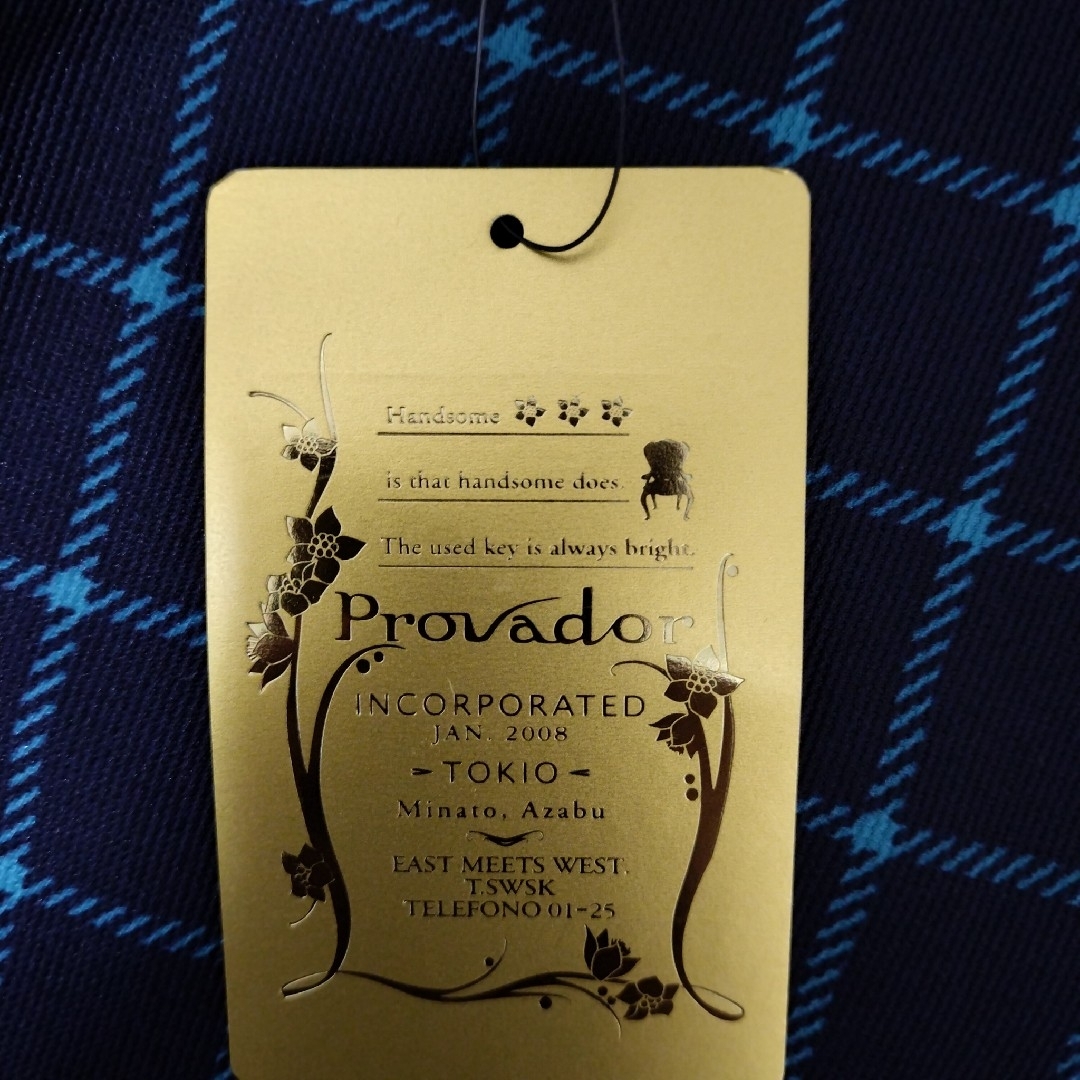 Handsome
is that handsome does.
The used key is always bright.
Provador
INCORPORATED
JAN. 2008
TOKIO
Minato, Azabu
EAST MEETS WEST.
T.SWSK
TELEFONO 01-25